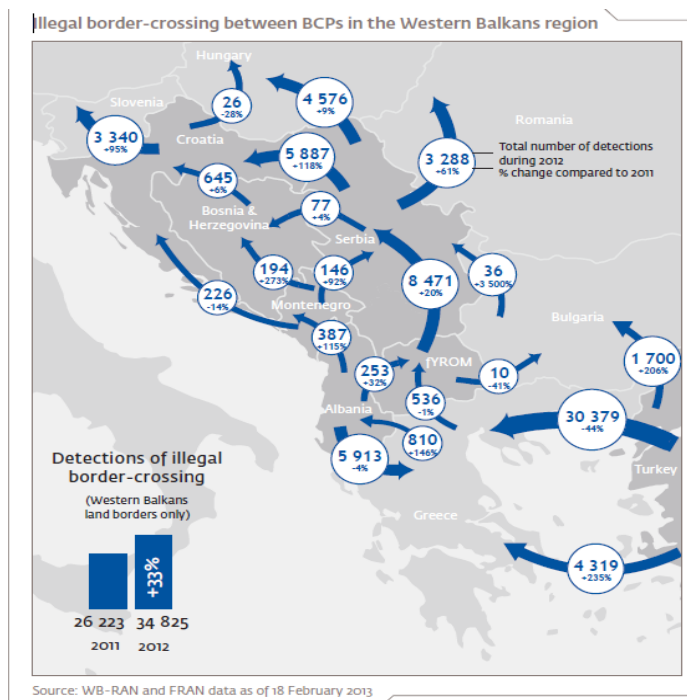 Illegal border-crossing between BCPs in the Western Balkans region
Hungary
Slovenia
26
-28%
4 576
+9%
Romania
3 340
+95%
Croatia
5 887
+118%
3 288
+61%
Total number of detections
during 2012
% change compared to 2011
645
+6%
77
+4%
Bosnia &
Herzegovina
Serbia
194
+273%
146
+92%
8 471
+20%
36
+3 500%
226
-14%
Montenegro
387
+115%
Bulgaria
253
+32%
fYROM
10
-41%
1 700
+206%
536
-1%
Albania
30 379
-44%
810
+146%
5 913
-4%
Turkey
Greece
4 319
+235%
Detections of illegal
border-crossing
(Western Balkans
land borders only)
+33%
26 223
34 825
2011
2012
Source: WB-RAN and FRAN data as of 18 February 2013